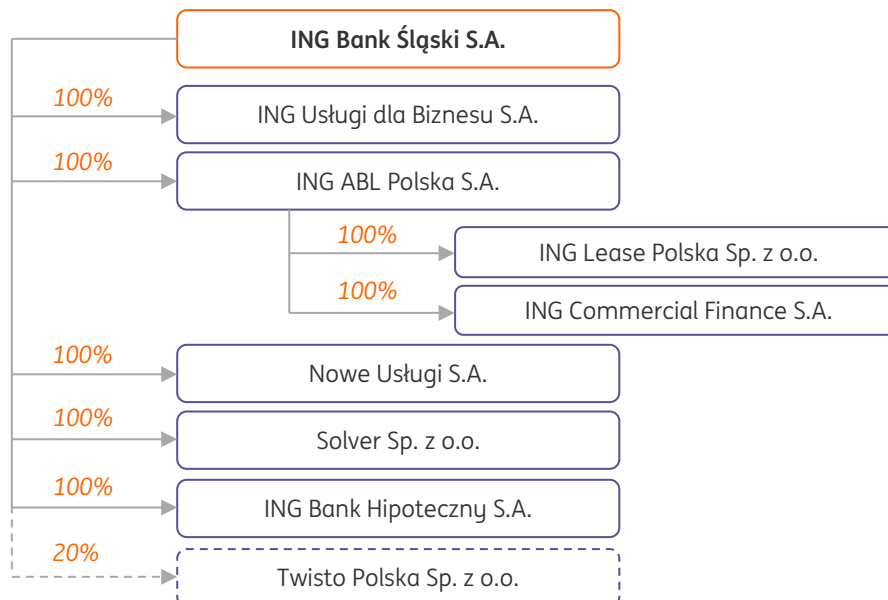 ING Bank Śląski S.A.
100%
ING Usługi dla Biznesu S.A.
100%
ING ABL Polska S.A.
100%
ING Lease Polska Sp. z o.o.
100%
ING Commercial Finance S.A.
100%
Nowe Usługi S.A.
100%
Solver Sp. z o.o.
100%
ING Bank Hipoteczny S.A.
20%
Twisto Polska Sp. z o.o.